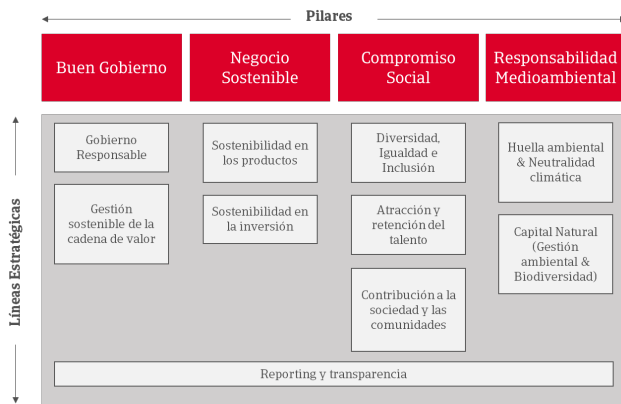 Pilares
Buen Gobierno
Negocio
Sostenible
Compromiso
Social
Responsabilidad
Medioambiental
Líneas Estratégicas
Gobierno
Responsable
Gestión
sostenible de la
cadena de valor
Sostenibilidad en
los productos
Sostenibilidad en
la inversión
Diversidad,
Igualdad e
Inclusión
Atracción y
retención del
talento
Contribución a la
sociedad y las
comunidades
Huella ambiental
& Neutralidad
climática
Capital Natural
(Gestión
ambiental &
Biodiversidad)
Reporting y transparencia